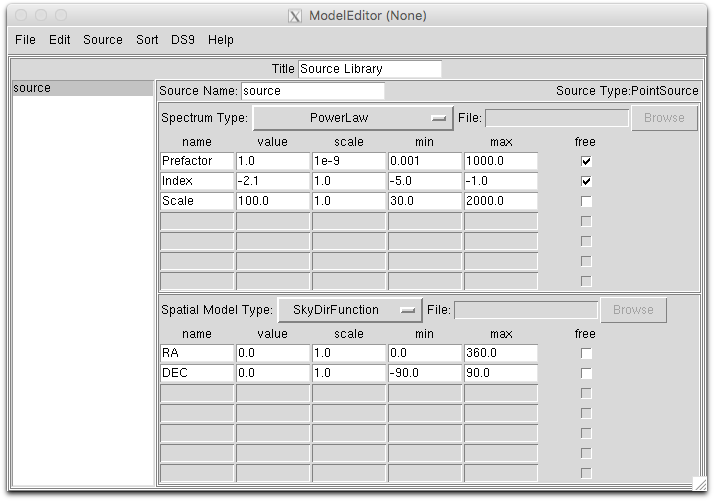 ModelEditor (None)
File Edit Source Sort DS9 Help
Title Source Library
source
Source Name: source Source Type:PointSource
Spectrum Type: PowerLaw File: Browse
name value scale min max free
Prefactor 1.0 1e-9 0.001 1000.0
Index -2.1 1.0 -5.0 -1.0
Scale 100.0 1.0 30.0 2000.0
Spatial Model Type: SkyDirFunction File: Browse
name value scale min max free
RA 0.0 1.0 0.0 360.0
DEC 0.0 1.0 -90.0 90.0